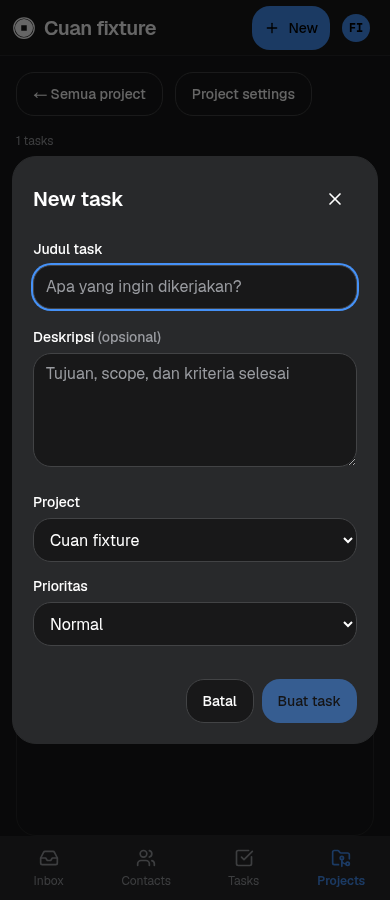 Cuan fixture
+ New
FI
← Semua project
Project settings
1 tasks
New task
Judul task
Apa yang ingin dikerjakan?
Deskripsi (opsional)
Tujuan, scope, dan kriteria selesai
Project
Cuan fixture
Prioritas
Normal
Batal
Buat task
Inbox
Contacts
Tasks
Projects